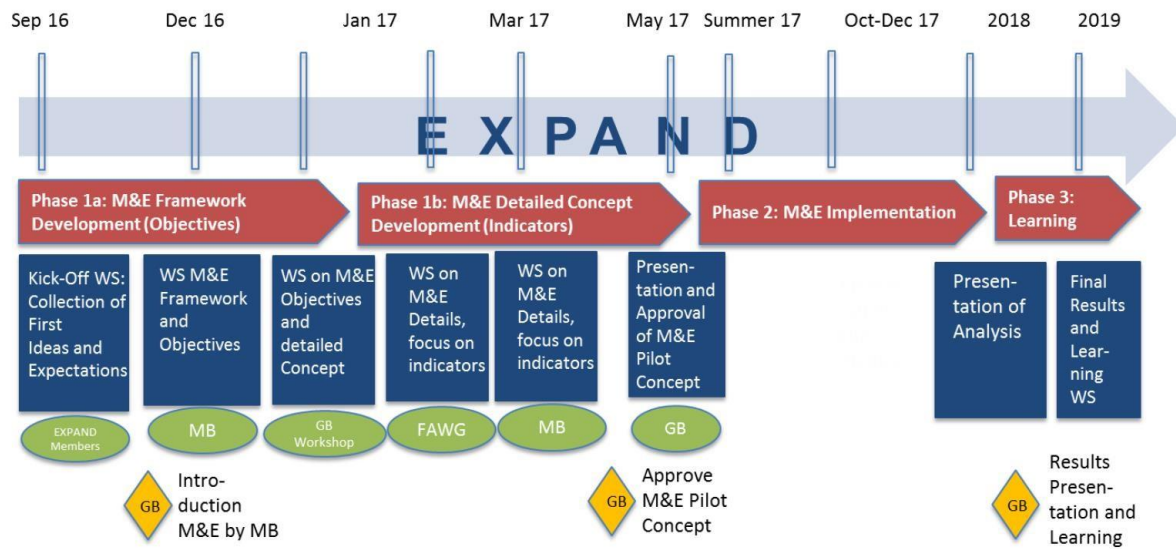 Sep 16 Dec 16 Jan 17 Mar 17 May 17 Summer 17 Oct-Dec 17 2018 2019
E X P A N D
Phase 1a: M&E Framework
Development (Objectives)
Phase 1b: M&E Detailed Concept
Development (Indicators)
Phase 2: M&E Implementation
Phase 3:
Learning
Kick-Off WS:
Collection of
First
Ideas and
Expectations
WS M&E
Framework
and
Objectives
WS on M&E
Objectives
and
detailed
Concept
WS on
M&E
Details,
focus on
indicators
WS on
M&E
Details,
focus on
indicators
Presen-
tation and
Approval
of M&E
Pilot
Concept
Presen-
tation of
Analysis
Final
Results
and
Lear-
ning
WS
EXPAND
Members
MB
GB
Workshop
FAWG
MB
GB
GB
Intro-
duction
M&E by MB
GB
Approve
M&E Pilot
Concept
GB
Results
Presen-
tation and
Learning